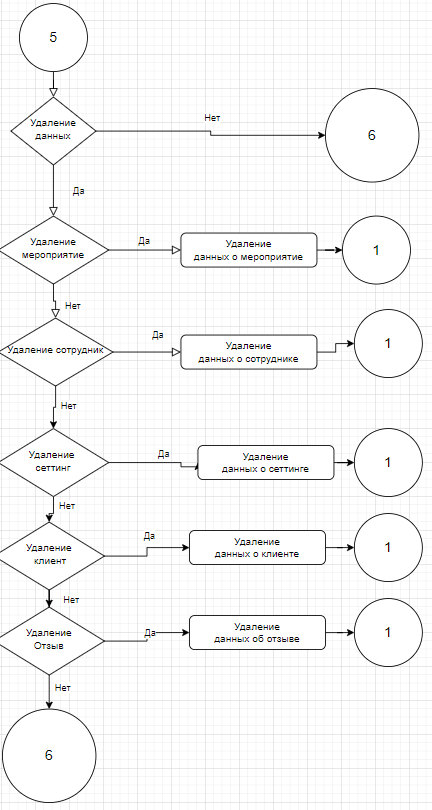 5
Удаление
данных
Нет
6
Да
Удаление
мероприятие
Да
Удаление
данных о мероприятие
1
Нет
Удаление сотрудник
Да
Удаление
данных о сотруднике
1
Нет
Удаление
сеттинг
Да
Удаление
данных о сеттинге
1
Нет
Удаление
клиент
Да
Удаление
данных о клиенте
1
Нет
Удаление
Отзыв
Да
Удаление
данных об отзыве
1
Нет
6